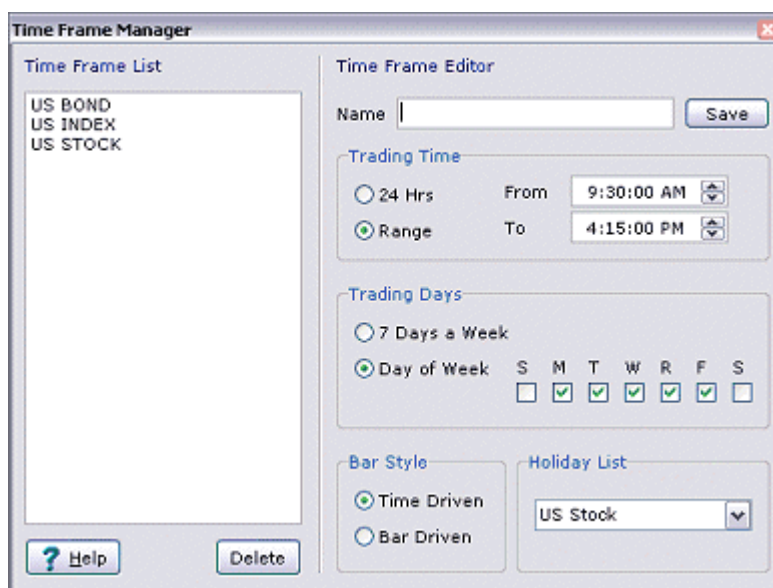 Time Frame Manager
Time Frame List
US BOND
US INDEX
US STOCK
? Help
Delete
Time Frame Editor
Name
Save
Trading Time
24 Hrs From 9:30:00 AM
Range To 4:15:00 PM
Trading Days
7 Days a Week
Day of Week S M T W R F S
Bar Style
Time Driven
Bar Driven
Holiday List
US Stock